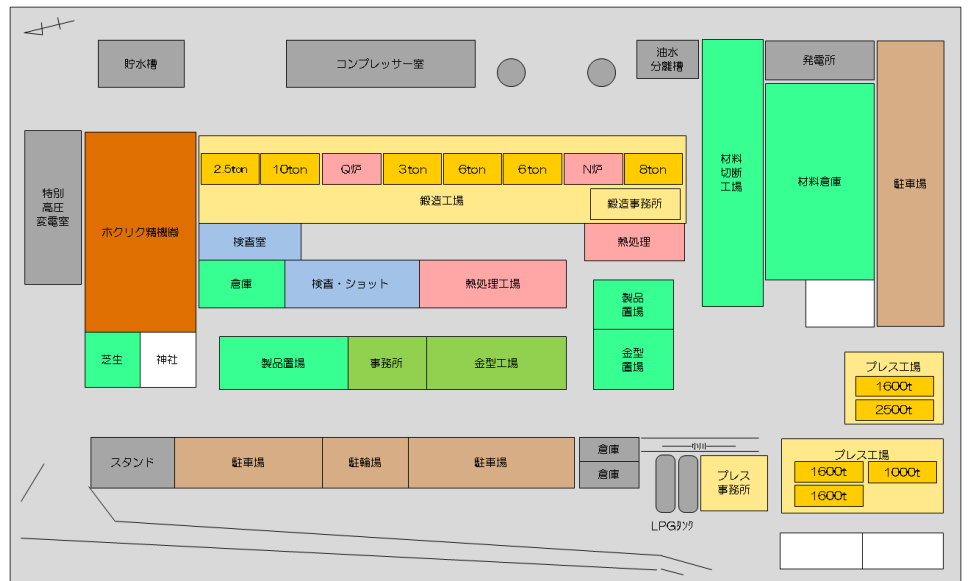 貯水槽
コンプレッサー室
油水
分離槽
発電所
特別
高圧
変電室
ホクリク精機㈱
2.5ton
10ton
Q炉
3ton
6ton
6ton
N炉
8ton
鍛造工場
鍛造事務所
材料
切断
工場
材料倉庫
駐車場
検査室
熱処理
倉庫
検査・ショット
熱処理工場
製品
置場
金型
置場
芝生
神社
製品置場
事務所
金型工場
プレス工場
1600t
2500t
スタンド
駐車場
駐輪場
駐車場
倉庫
倉庫
中川
LPGタンク
プレス
事務所
プレス工場
1600t
1000t
1600t